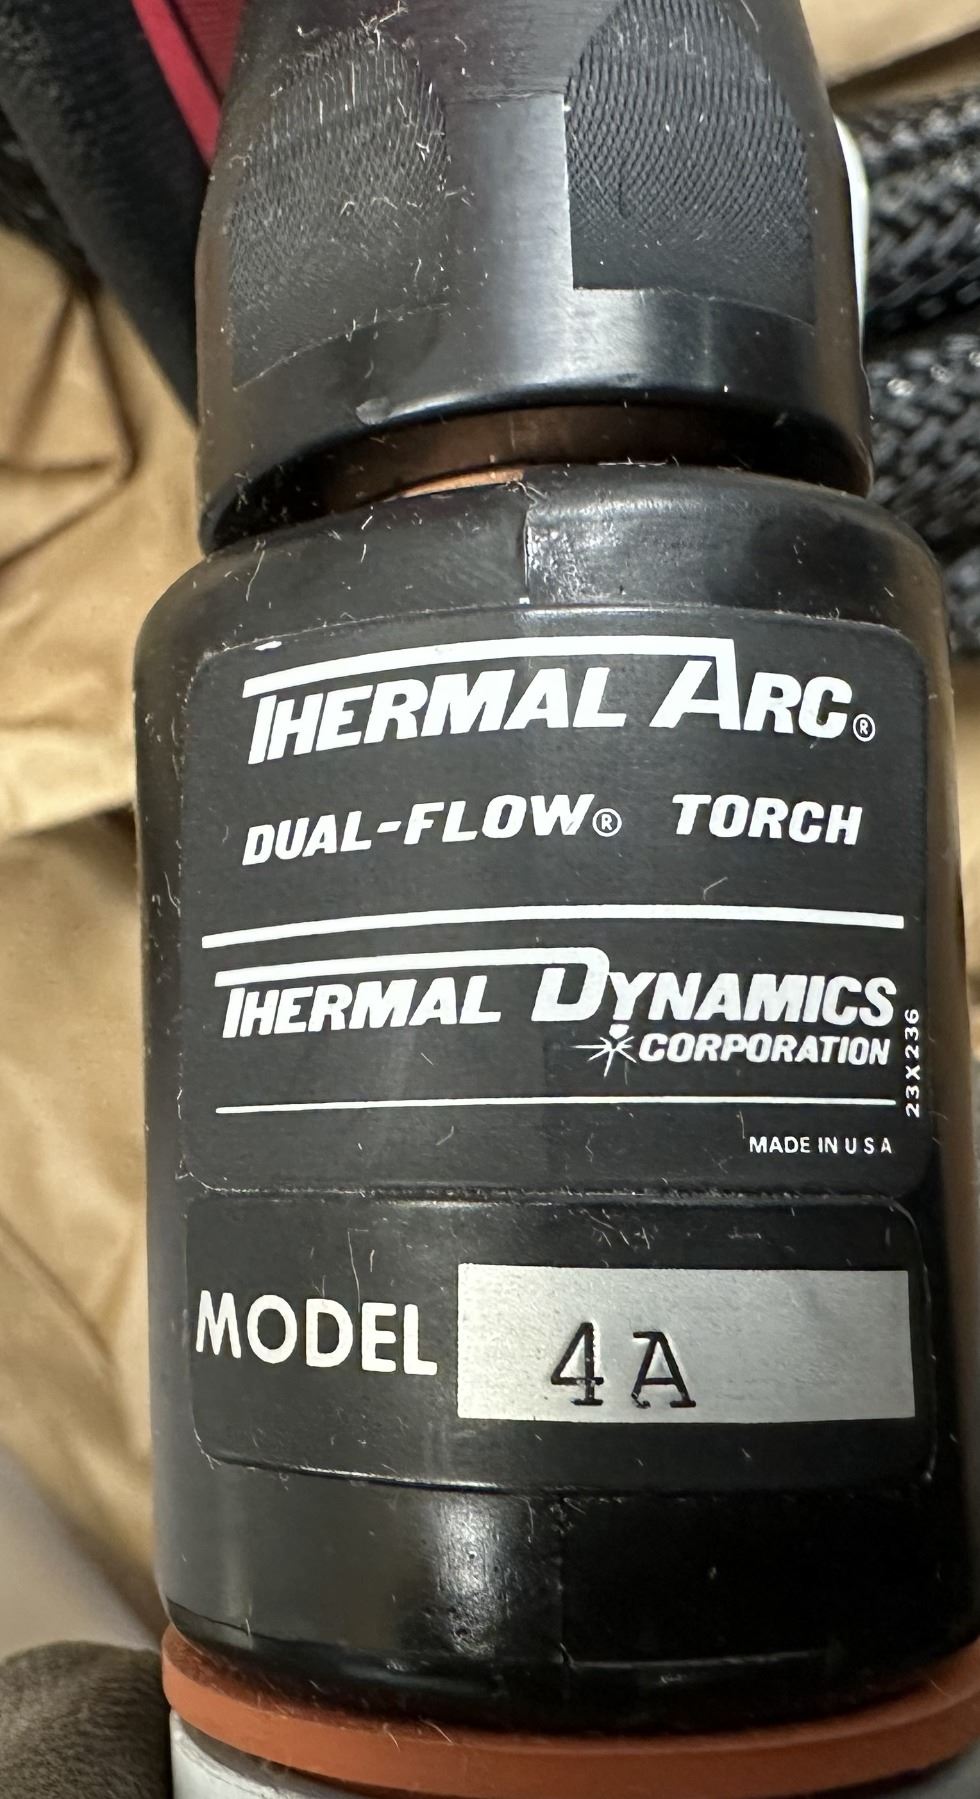 THERMAL ARC®
DUAL-FLOW® TORCH
THERMAL DYNAMICS
CORPORATION
23X236
MADE IN U S A
MODEL 4A